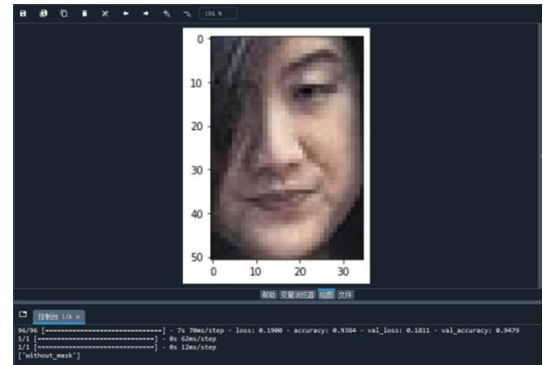 104 %
0
10
20
30
40
50
0 10 20 30
帮助 变量浏览器 绘图 文件
控制台 1/A ×
96/96 [==============================] - 7s 70ms/step - loss: 0.1900 - accuracy: 0.9384 - val_loss: 0.1811 - val_accuracy: 0.9479
1/1 [==============================] - 0s 62ms/step
1/1 [==============================] - 0s 12ms/step
['without_mask']